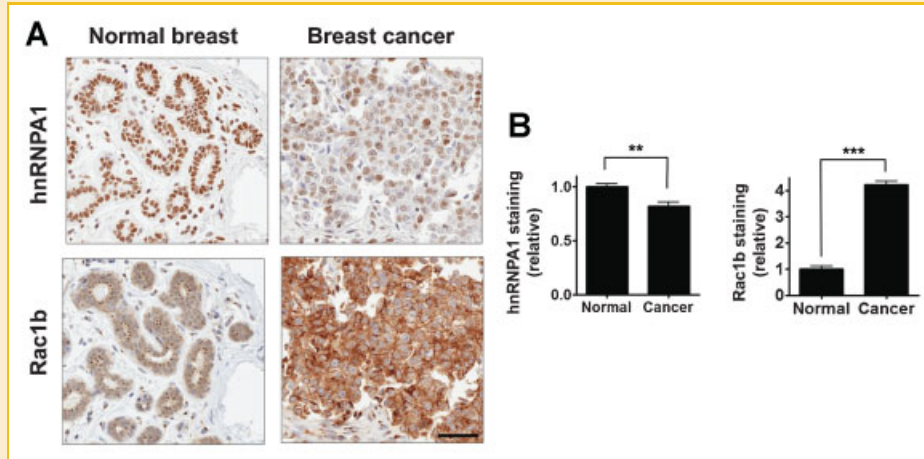 A
Normal breast
Breast cancer
hnRNPA1
Rac1b
B
hnRNPA1 staining
(relative)
1.0
0.5
0.0
**
Normal Cancer
Rac1b staining
(relative)
4
3
2
1
0
***
Normal Cancer